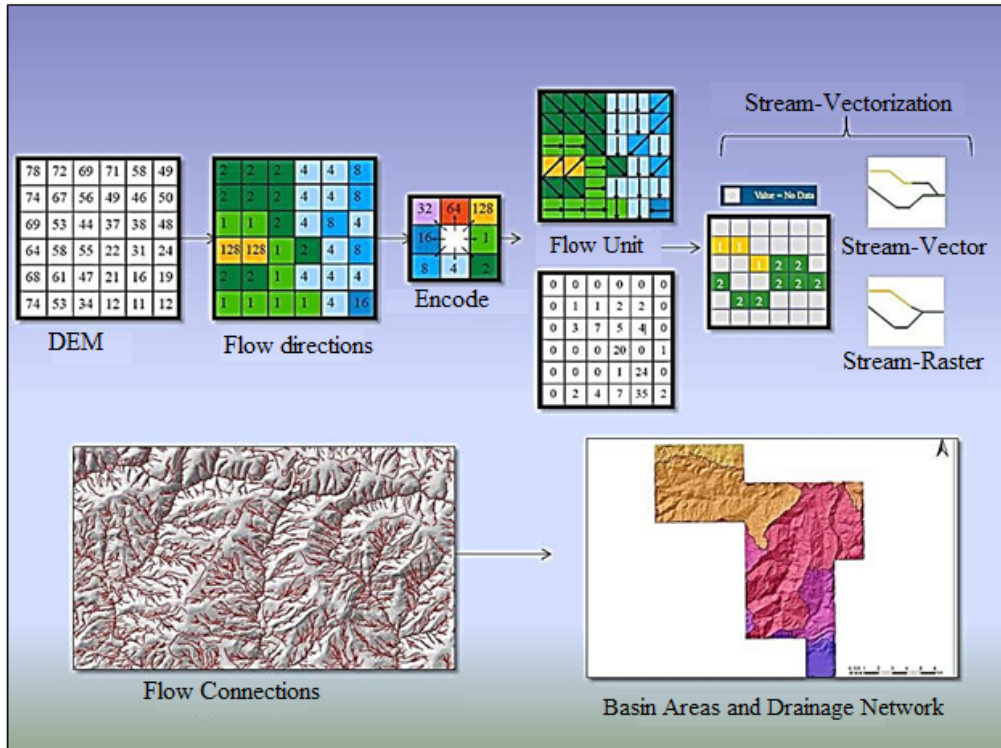 Stream-Vectorization
78 72 69 71 58 49
74 67 56 49 46 50
69 53 44 37 38 48
64 58 55 22 31 24
68 61 47 21 16 19
74 53 34 12 11 12
DEM
2 2 2 4 4 8
2 2 2 4 4 8
1 1 2 4 8 4
128 128 1 2 4 8
2 2 1 4 4 4
1 1 1 1 4 16
Flow directions
32 64 128
16 1
8 4 2
Encode
Flow Unit
0 0 0 0 0 0
0 1 1 2 2 0
0 3 7 5 4 0
0 0 0 20 0 1
0 0 0 1 24 0
0 2 4 7 35 2
Value = No Data
1 1
1 2 2
2 2 2 2
2 2
Stream-Vector
Stream-Raster
Flow Connections
Basin Areas and Drainage Network